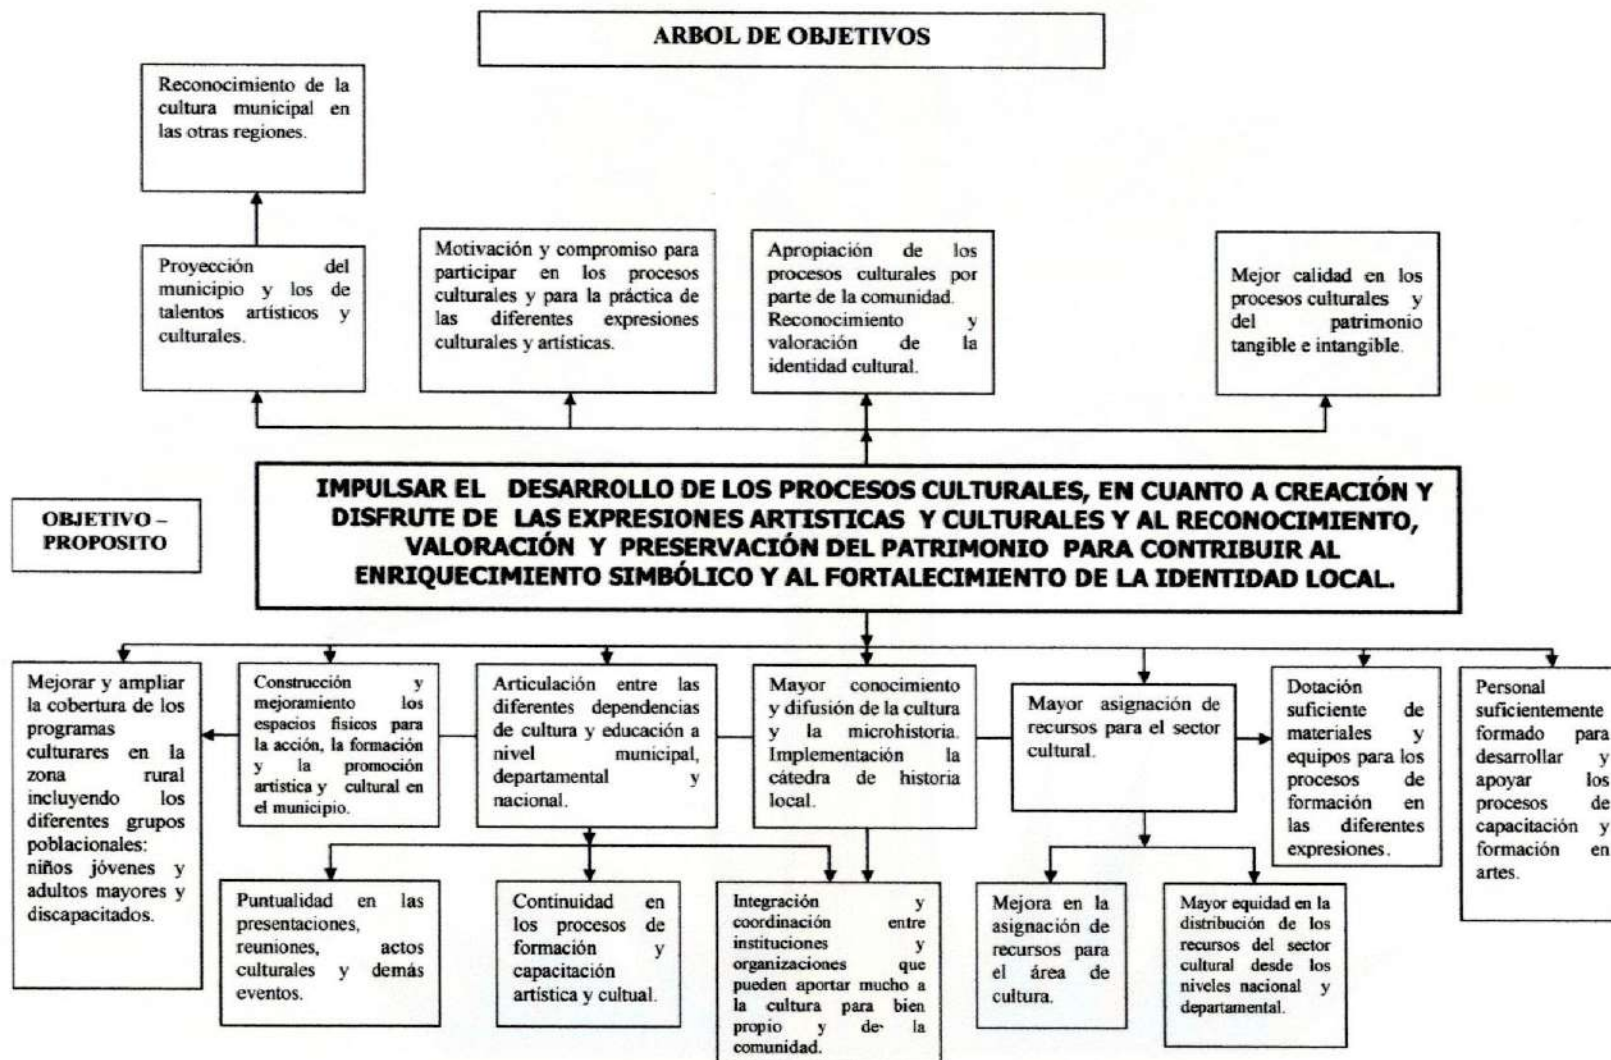 ARBOL DE OBJETIVOS
Reconocimiento de la
cultura municipal en
las otras regiones.
Proyección del
municipio y los de
talentos artísticos y
culturales.
Motivación y compromiso para
participar en los procesos
culturales y para la práctica de
las diferentes expresiones
culturales y artísticas.
Apropiación de los
procesos culturales por
parte de la comunidad.
Reconocimiento y
valoración de la
identidad cultural.
Mejor calidad en los
procesos culturales y
del patrimonio
tangible e intangible.
OBJETIVO –
PROPOSITO
IMPULSAR EL DESARROLLO DE LOS PROCESOS CULTURALES, EN CUANTO A CREACIÓN Y
DISFRUTE DE LAS EXPRESIONES ARTISTICAS Y CULTURALES Y AL RECONOCIMIENTO,
VALORACIÓN Y PRESERVACIÓN DEL PATRIMONIO PARA CONTRIBUIR AL
ENRIQUECIMIENTO SIMBÓLICO Y AL FORTALECIMIENTO DE LA IDENTIDAD LOCAL.
Mejorar y ampliar
la cobertura de los
programas
culturares en la
zona rural
incluyendo los
diferentes grupos
poblacionales:
niños jóvenes y
adultos mayores y
discapacitados.
Construcción y
mejoramiento los
espacios físicos para
la acción, la formación
y la promoción
artística y cultural en
el municipio.
Articulación entre las
diferentes dependencias
de cultura y educación a
nivel municipal,
departamental y
nacional.
Mayor conocimiento
y difusión de la cultura
y la microhistoria.
Implementación la
cátedra de historia
local.
Mayor asignación de
recursos para el sector
cultural.
Dotación
suficiente de
materiales y
equipos para los
procesos de
formación en
las diferentes
expresiones.
Personal
suficientemente
formado para
desarrollar y
apoyar los
procesos de
capacitación y
formación en
artes.
Puntualidad en las
presentaciones,
reuniones, actos
culturales y demás
eventos.
Continuidad en
los procesos de
formación y
capacitación
artística y cultual.
Integración y
coordinación entre
instituciones y
organizaciones que
pueden aportar mucho a
la cultura para bien
propio y de la
comunidad.
Mejora en la
asignación de
recursos para
el área de
cultura.
Mayor equidad en la
distribución de los
recursos del sector
cultural desde los
niveles nacional y
departamental.